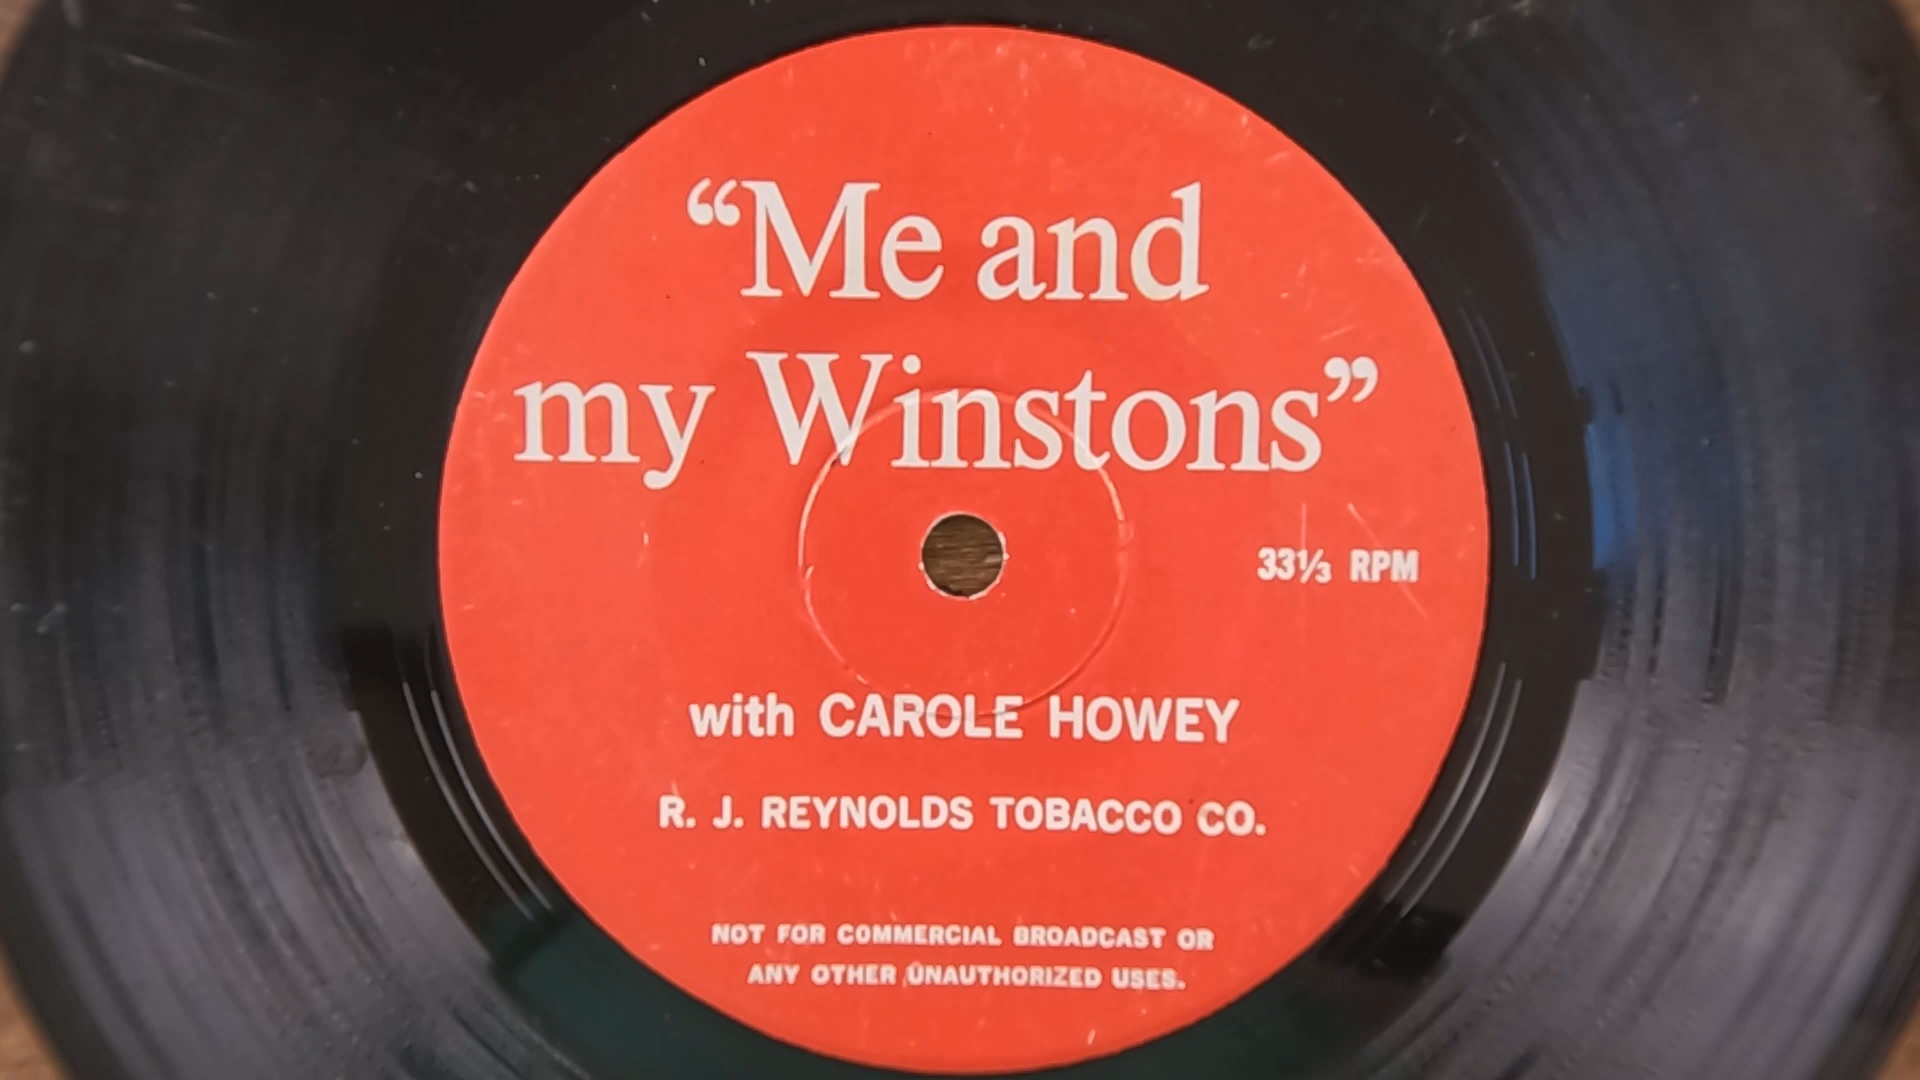 “Me and
my Winstons”
33⅓ RPM
with CAROLE HOWEY
R. J. REYNOLDS TOBACCO CO.
NOT FOR COMMERCIAL BROADCAST OR
ANY OTHER UNAUTHORIZED USES.